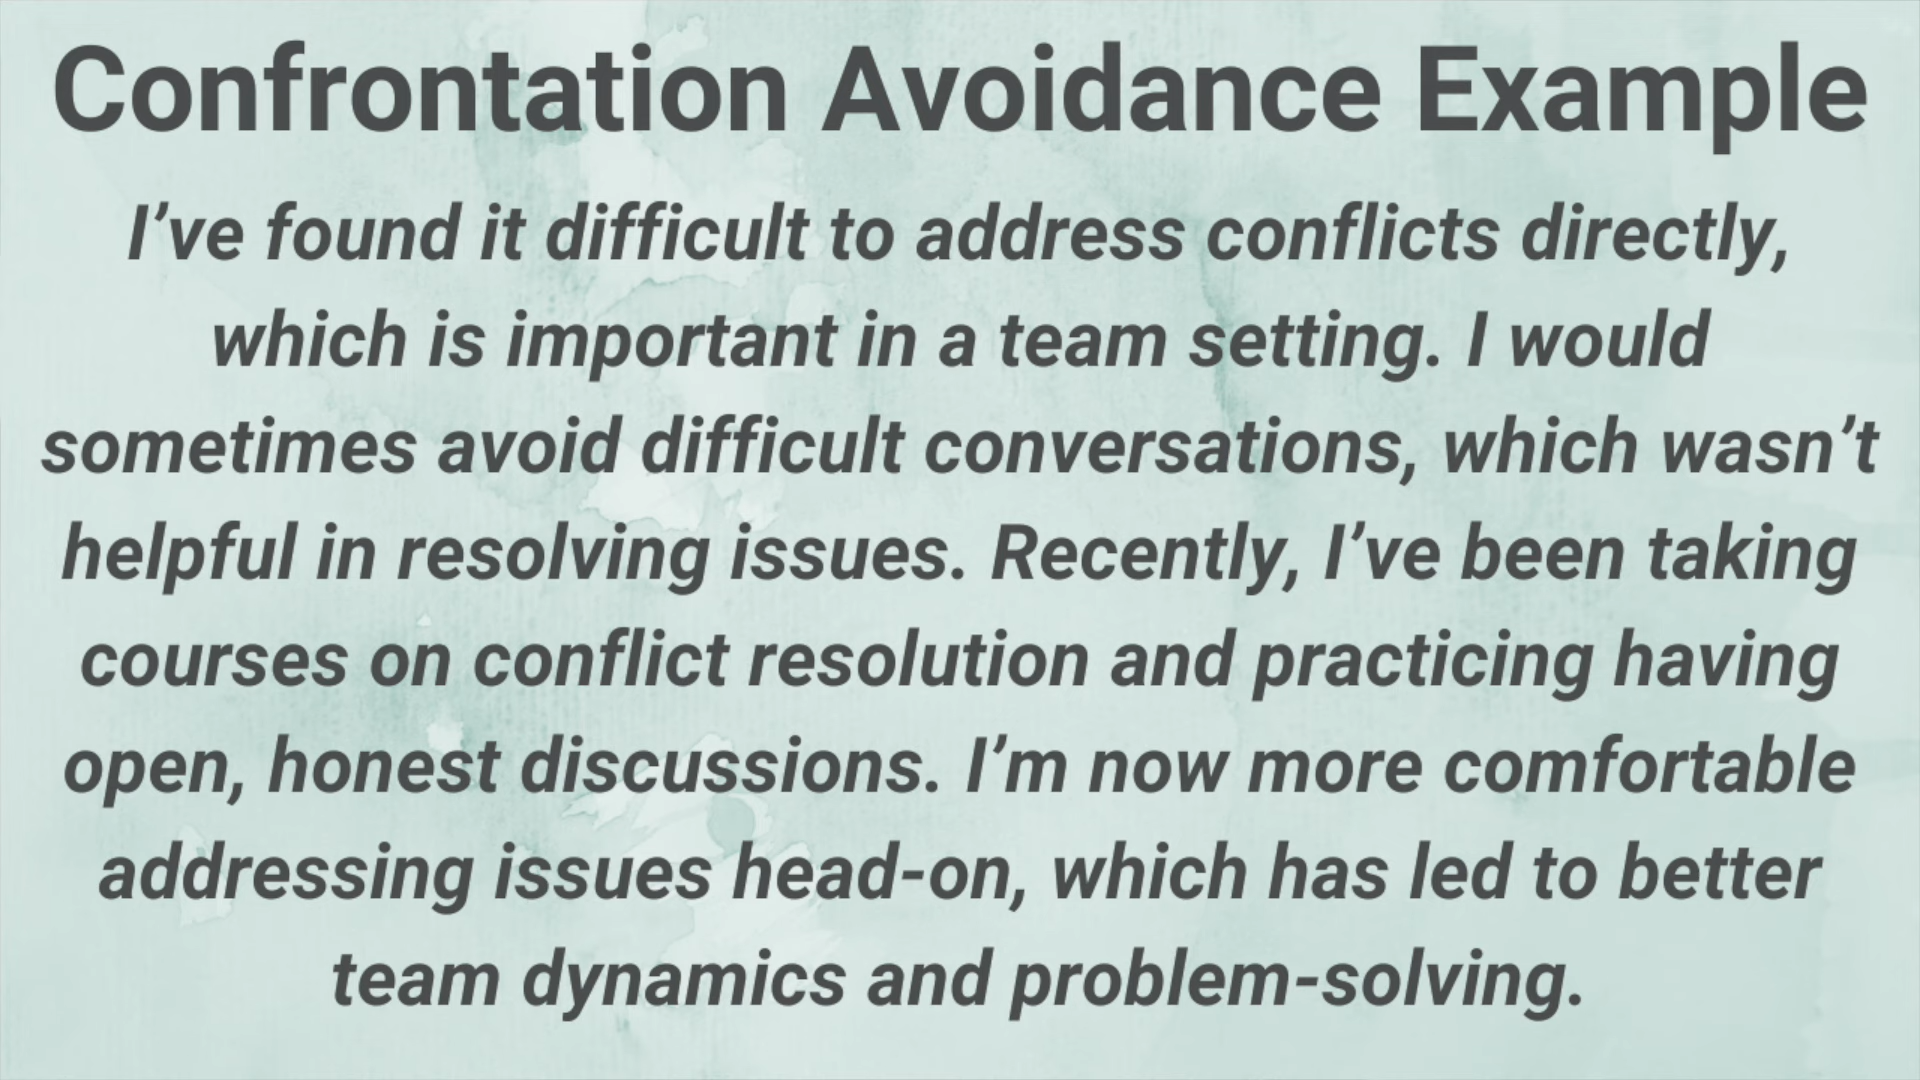 Confrontation Avoidance Example
I’ve found it difficult to address conflicts directly,
which is important in a team setting. I would
sometimes avoid difficult conversations, which wasn’t
helpful in resolving issues. Recently, I’ve been taking
courses on conflict resolution and practicing having
open, honest discussions. I’m now more comfortable
addressing issues head-on, which has led to better
team dynamics and problem-solving.